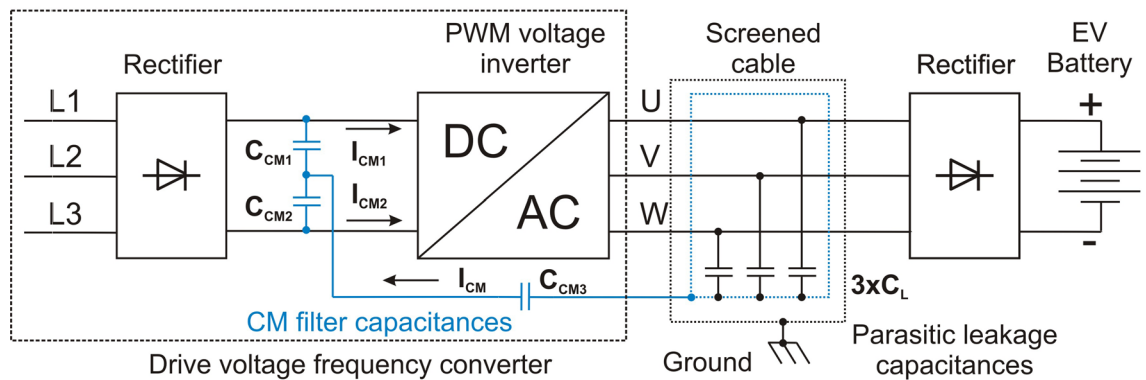 PWM voltage
inverter
Screened
cable
EV
Battery
Rectifier
Rectifier
L1
L2
L3
C_CM1
C_CM2
I_CM1
I_CM2
DC
AC
U
V
W
+
-
I_CM
C_CM3
3xC_L
CM filter capacitances
Drive voltage frequency converter
Ground
Parasitic leakage
capacitances